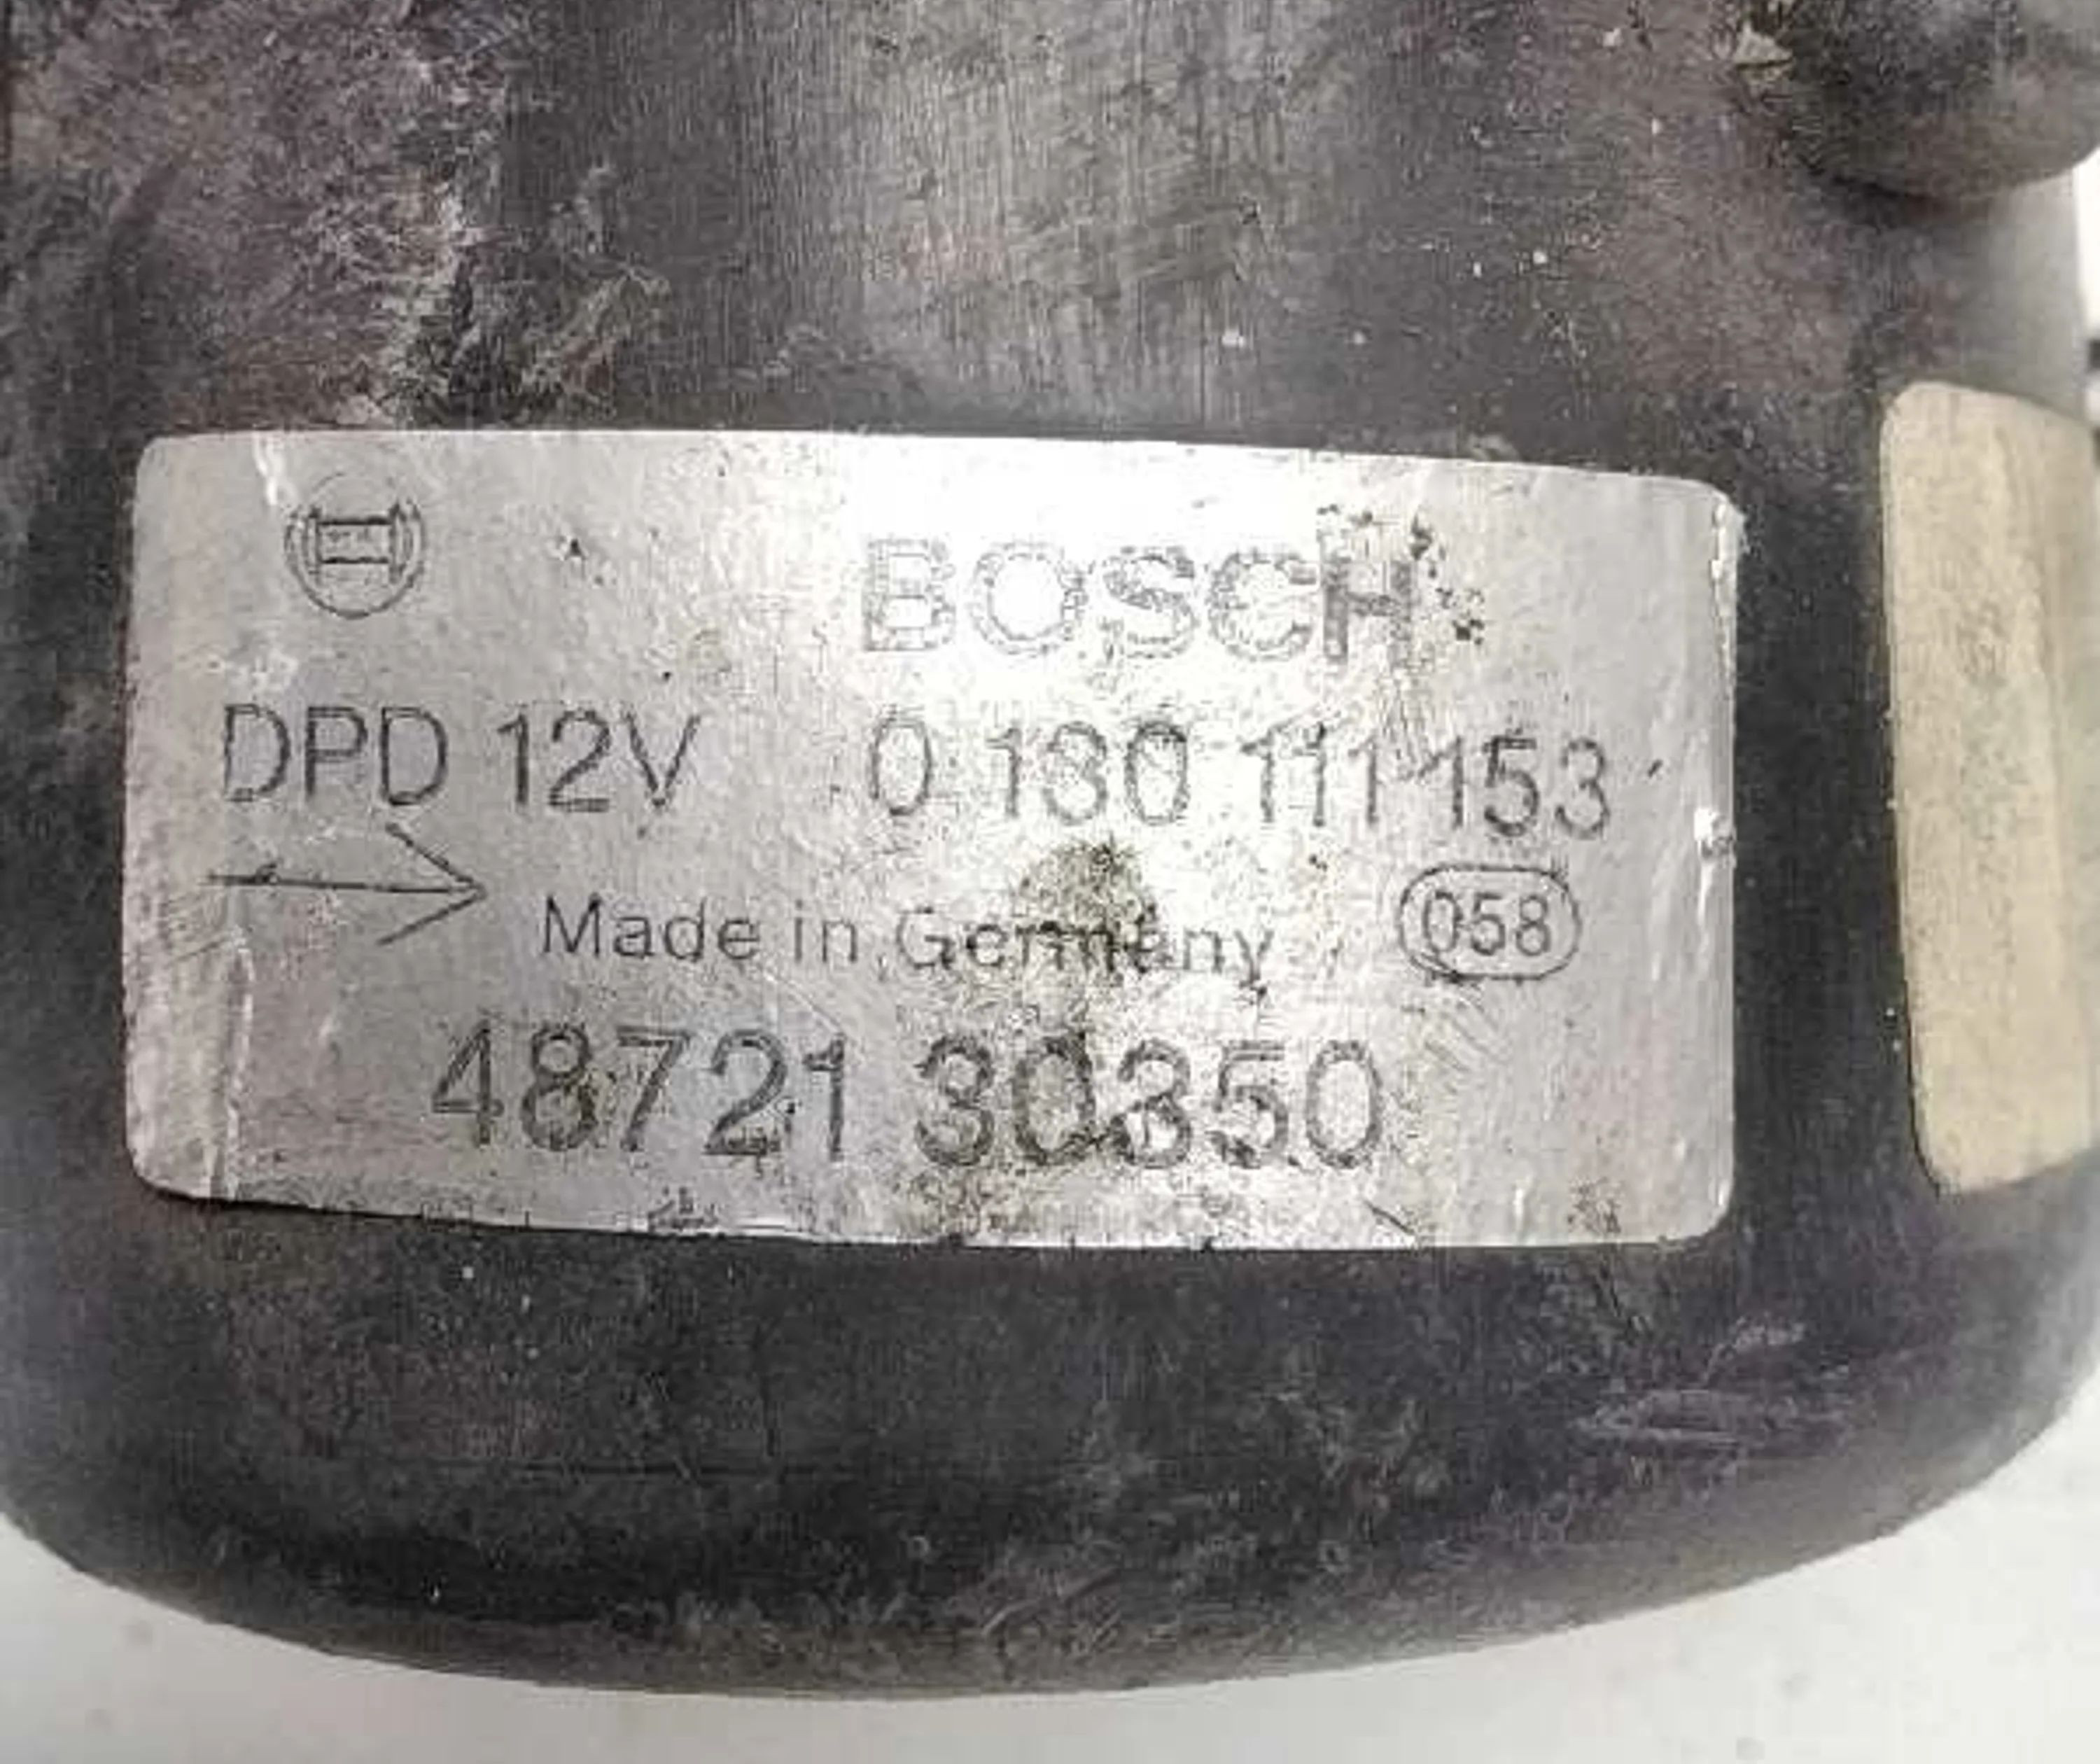 BOSCH
DPD 12V 0 130 111 153
Made in Germany 058
48721 30350